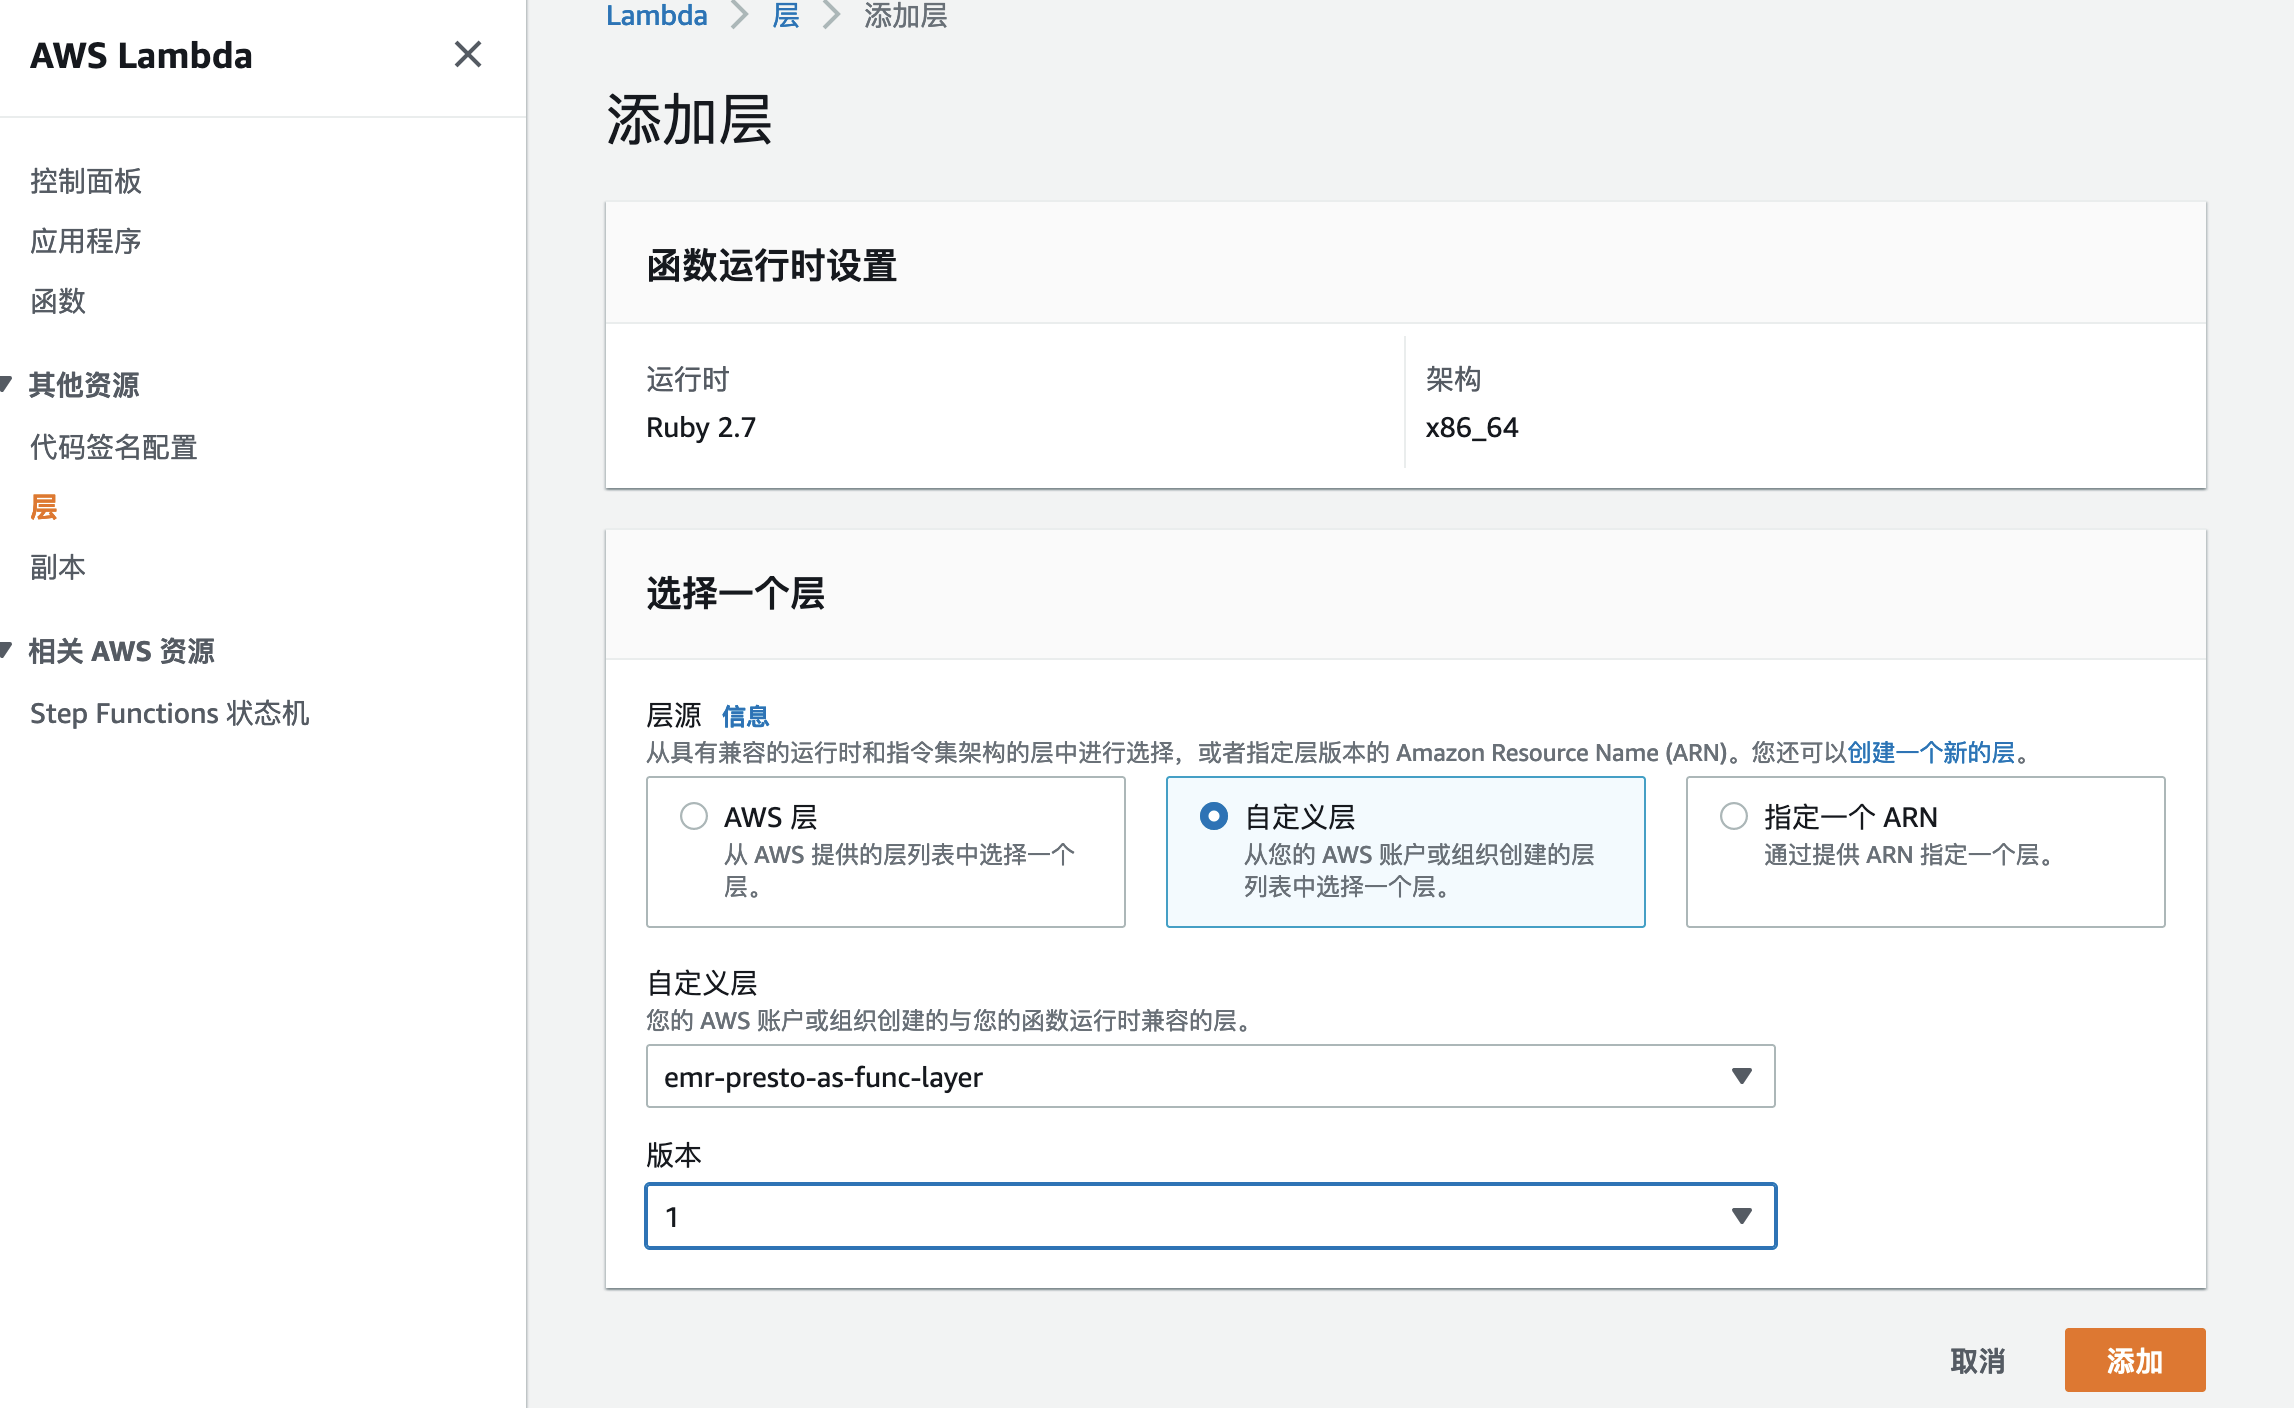 AWS Lambda
控制面板
应用程序
函数
其他资源
代码签名配置
层
副本
相关 AWS 资源
Step Functions 状态机
Lambda 层 添加层
添加层
函数运行时设置
运行时
Ruby 2.7
架构
x86_64
选择一个层
层源 信息
从具有兼容的运行时和指令集架构的层中进行选择，或者指定层版本的 Amazon Resource Name (ARN)。您还可以创建一个新的层。
AWS 层
从 AWS 提供的层列表中选择一个
层。
自定义层
从您的 AWS 账户或组织创建的层
列表中选择一个层。
指定一个 ARN
通过提供 ARN 指定一个层。
自定义层
您的 AWS 账户或组织创建的与您的函数运行时兼容的层。
emr-presto-as-func-layer
版本
1
取消
添加